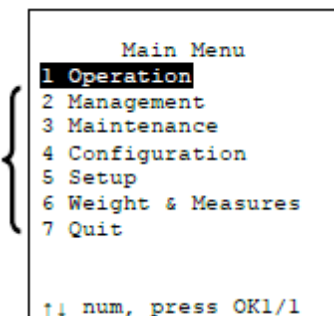 Main Menu
1 Operation
2 Management
3 Maintenance
4 Configuration
5 Setup
6 Weight & Measures
7 Quit
↑↓ num, press OK1/1